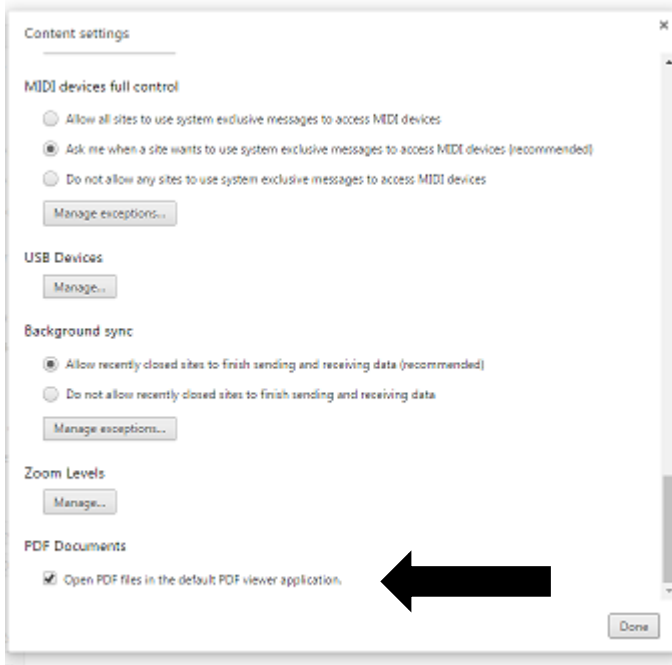 Content settings
MIDI devices full control
Allow all sites to use system exclusive messages to access MIDI devices
Ask me when a site wants to use system exclusive messages to access MIDI devices (recommended)
Do not allow any sites to use system exclusive messages to access MIDI devices
Manage exceptions...
USB Devices
Manage...
Background sync
Allow recently closed sites to finish sending and receiving data (recommended)
Do not allow recently closed sites to finish sending and receiving data
Manage exceptions...
Zoom Levels
Manage...
PDF Documents
Open PDF files in the default PDF viewer application.
Done